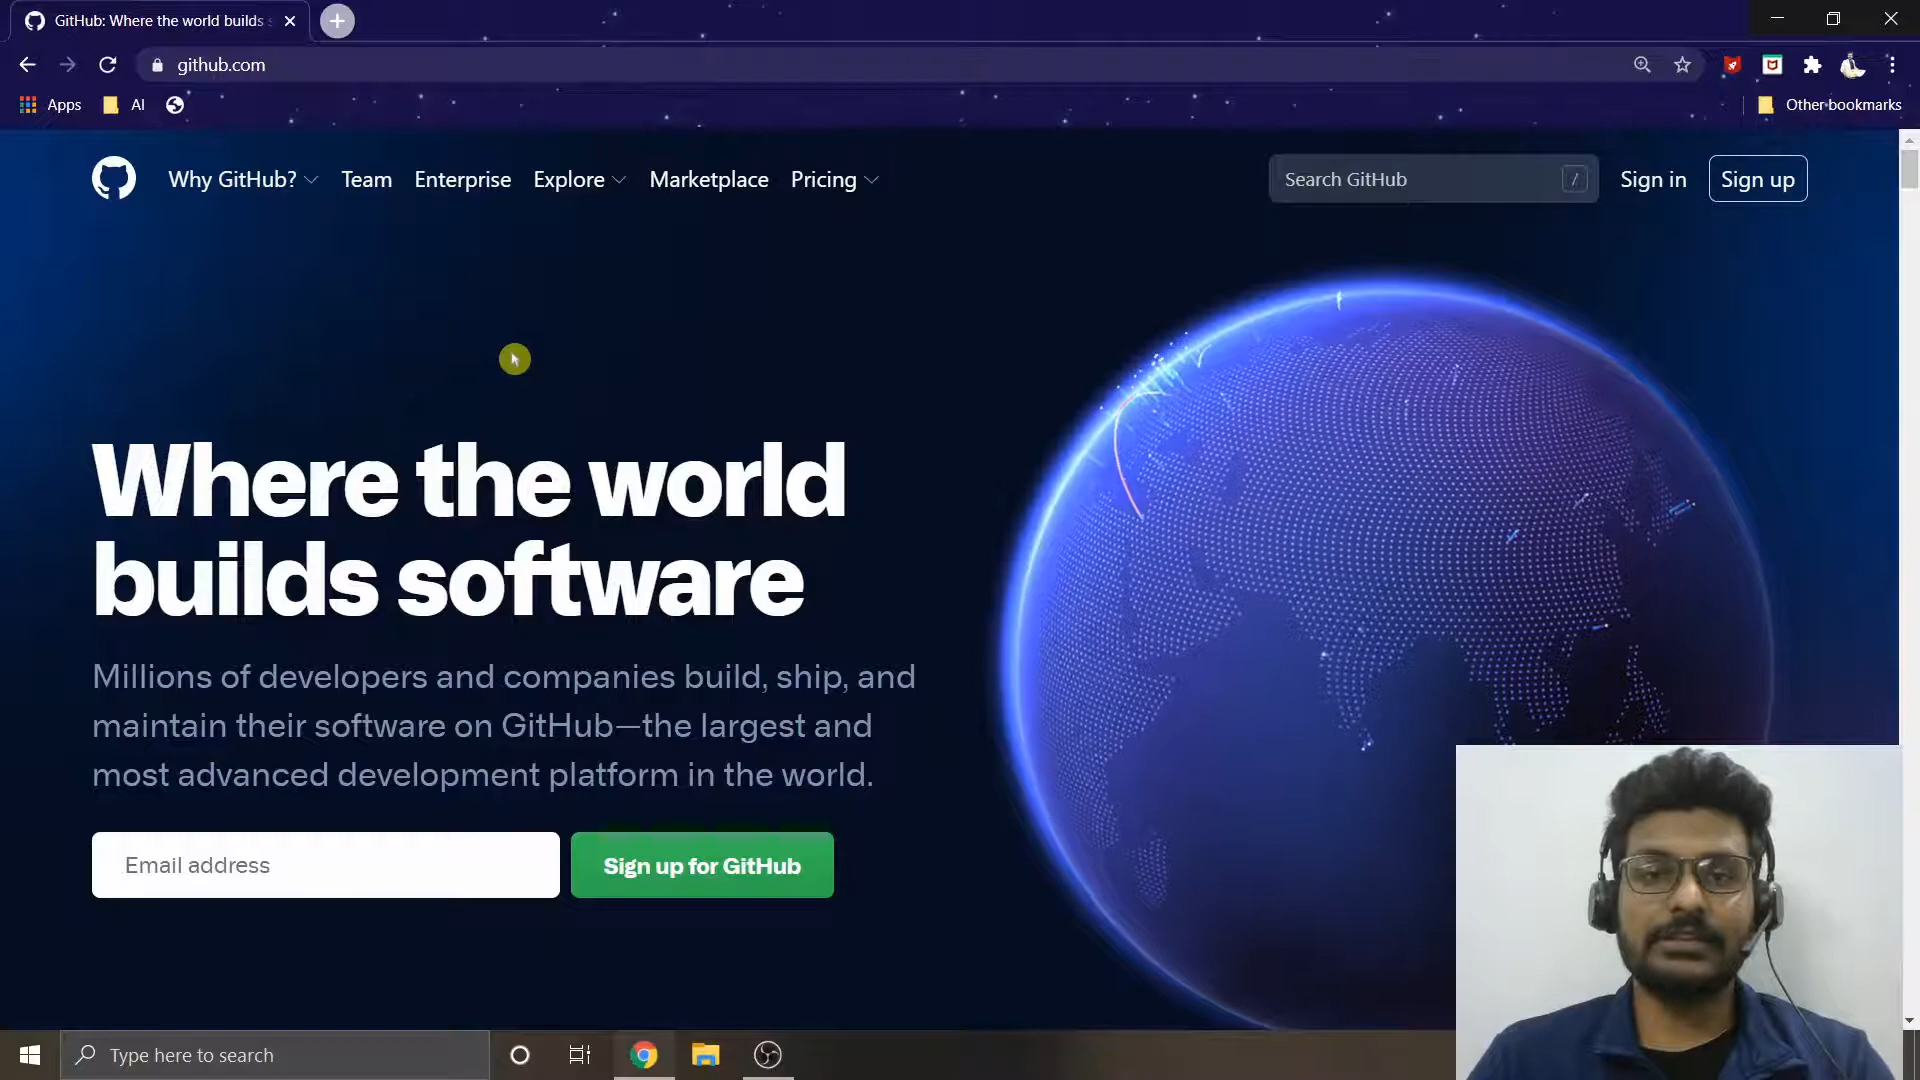 GitHub: Where the world builds s
github.com
Apps
AI
Other bookmarks
Why GitHub?
Team
Enterprise
Explore
Marketplace
Pricing
Search GitHub
/
Sign in
Sign up
Where the world
builds software
Millions of developers and companies build, ship, and
maintain their software on GitHub—the largest and
most advanced development platform in the world.
Email address
Sign up for GitHub
Type here to search